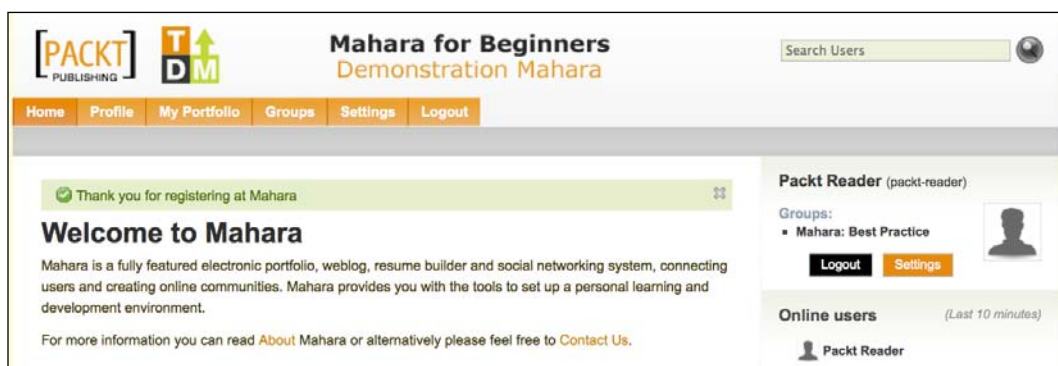 [PACKT]
PUBLISHING
T
D M
Mahara for Beginners
Demonstration Mahara
Search Users
Home Profile My Portfolio Groups Settings Logout
Thank you for registering at Mahara
Welcome to Mahara
Mahara is a fully featured electronic portfolio, weblog, resume builder and social networking system, connecting
users and creating online communities. Mahara provides you with the tools to set up a personal learning and
development environment.
For more information you can read About Mahara or alternatively please feel free to Contact Us.
Packt Reader (packt-reader)
Groups:
Mahara: Best Practice
Logout Settings
Online users (Last 10 minutes)
Packt Reader